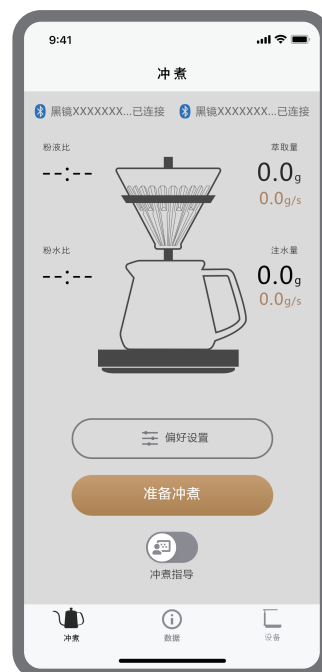 9:41
冲煮
黑镜XXXXXXX...已连接 黑镜XXXXXXX...已连接
粉液比 萃取量
--:-- 0.0g
0.0g/s
粉水比 注水量
--:-- 0.0g
0.0g/s
偏好设置
准备冲煮
冲煮指导
冲煮 数据 设备